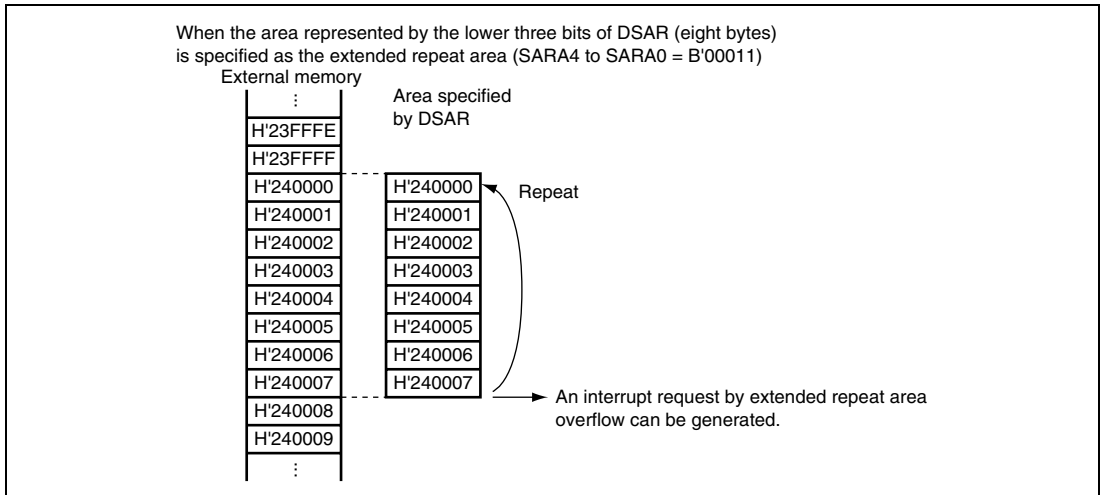 When the area represented by the lower three bits of DSAR (eight bytes)
is specified as the extended repeat area (SARA4 to SARA0 = B'00011)
External memory
⋮
Area specified
by DSAR
H'23FFFE
H'23FFFF
H'240000
H'240001
H'240002
H'240003
H'240004
H'240005
H'240006
H'240007
H'240008
H'240009
⋮
H'240000
H'240001
H'240002
H'240003
H'240004
H'240005
H'240006
H'240007
Repeat
An interrupt request by extended repeat area
overflow can be generated.